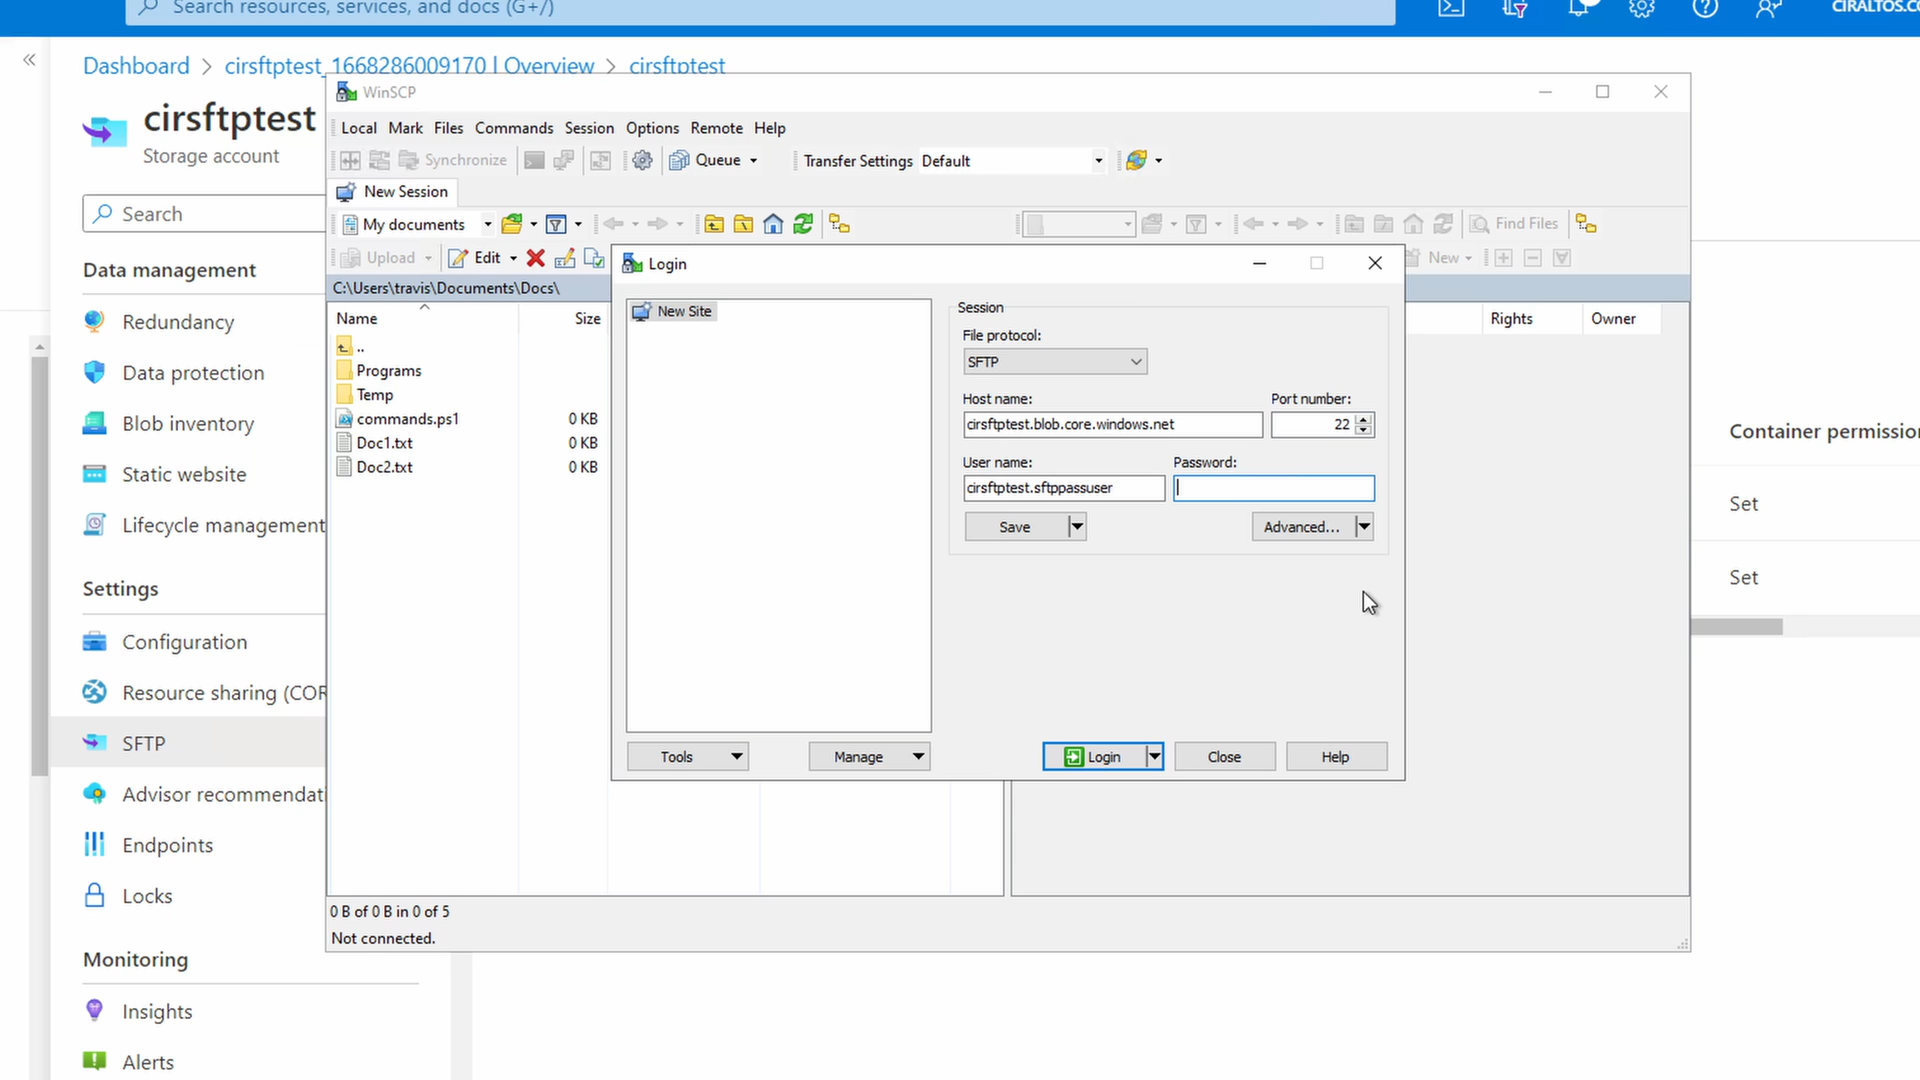 Search resources, services, and docs (G+/)
Dashboard > cirsftptest_1668286009170 | Overview > cirsftptest
cirsftptest
Storage account
Search
Data management
Redundancy
Data protection
Blob inventory
Static website
Lifecycle management
Settings
Configuration
Resource sharing (COR
SFTP
Advisor recommendati
Endpoints
Locks
Monitoring
Insights
Alerts
WinSCP
Local Mark Files Commands Session Options Remote Help
Synchronize Queue Transfer Settings Default
New Session
My documents Find Files
Upload Edit New
C:\Users\travis\Documents\Docs\
Name Size Rights Owner
..
Programs
Temp
commands.ps1 0 KB
Doc1.txt 0 KB
Doc2.txt 0 KB
0 B of 0 B in 0 of 5
Not connected.
Login
New Site
Session
File protocol:
SFTP
Host name: Port number:
cirsftptest.blob.core.windows.net 22
User name: Password:
cirsftptest.sftppassuser
Save Advanced...
Tools Manage Login Close Help
Container permissio
Set
Set